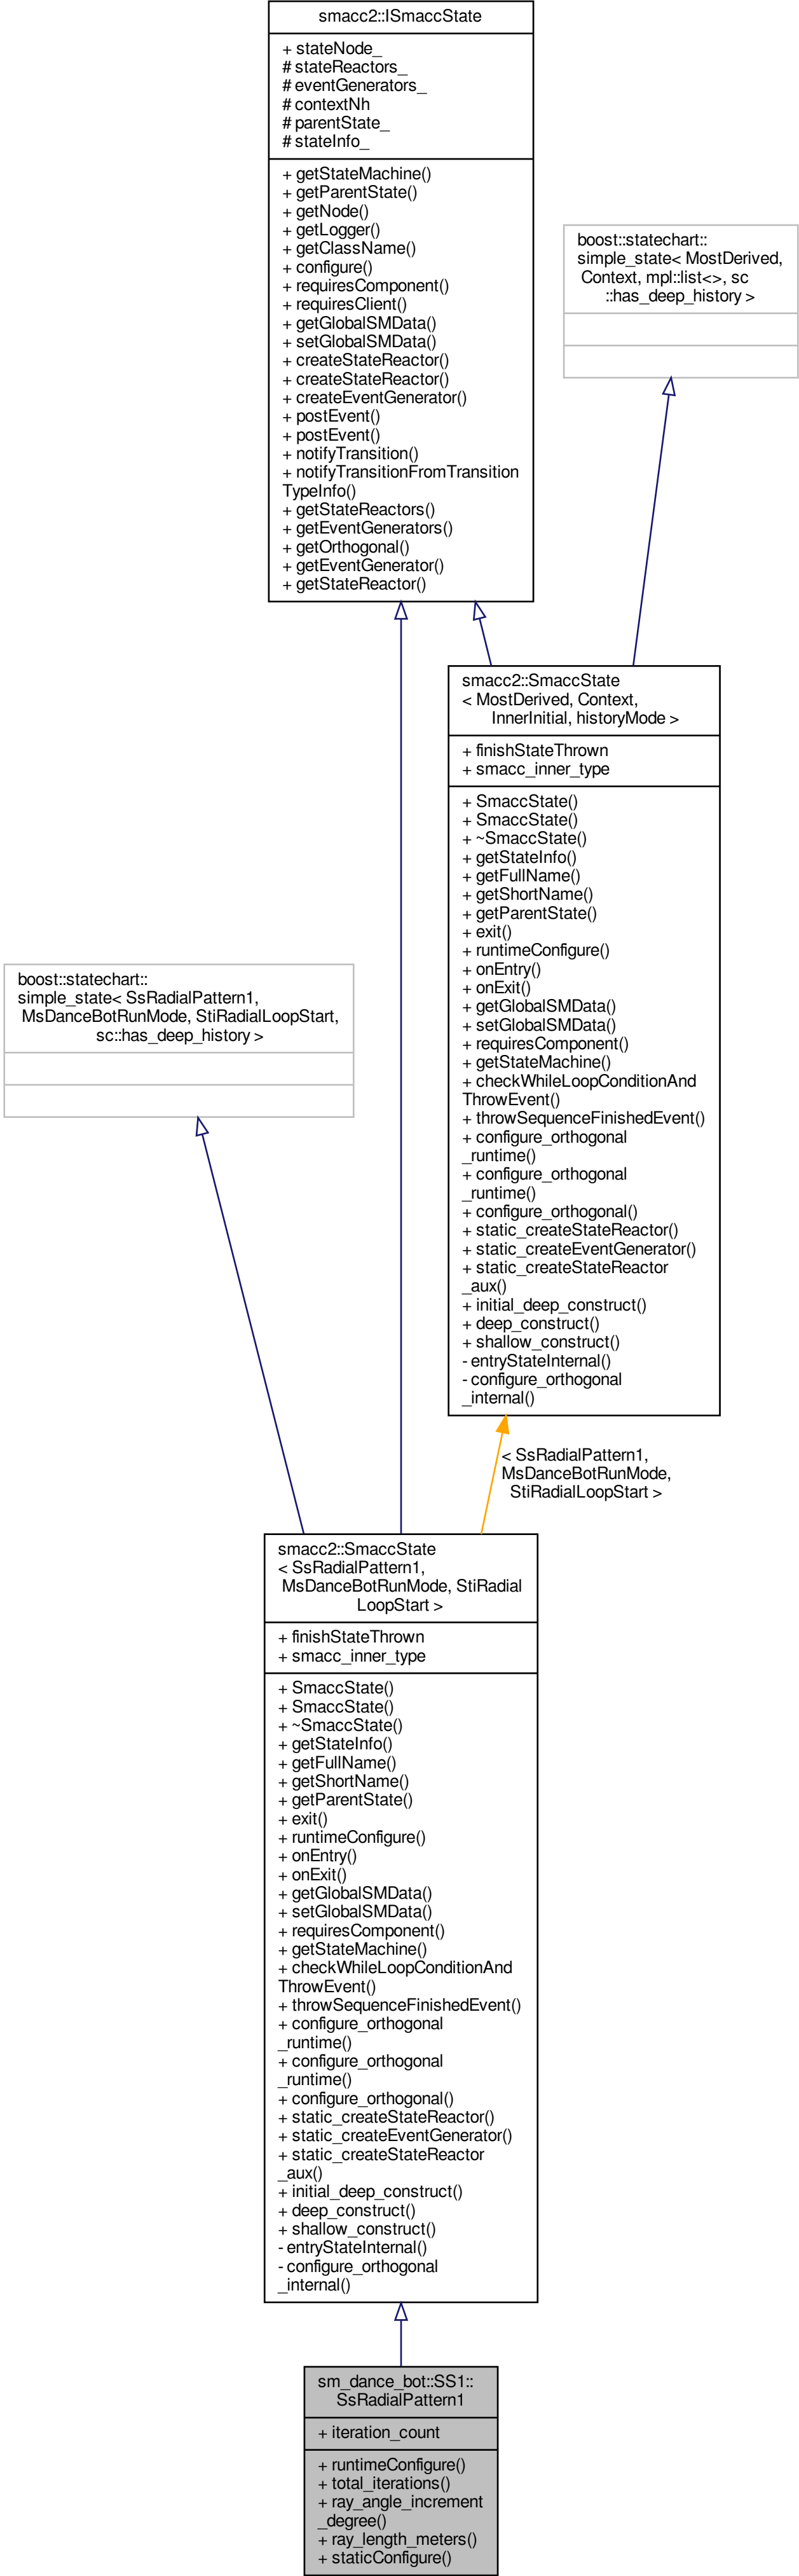 smacc2::ISmaccState
+ stateNode_
# stateReactors_
# eventGenerators_
# contextNh
# parentState_
# stateInfo_
+ getStateMachine()
+ getParentState()
+ getNode()
+ getLogger()
+ getClassName()
+ configure()
+ requiresComponent()
+ requiresClient()
+ getGlobalSMData()
+ setGlobalSMData()
+ createStateReactor()
+ createStateReactor()
+ createEventGenerator()
+ postEvent()
+ postEvent()
+ notifyTransition()
+ notifyTransitionFromTransition
TypeInfo()
+ getStateReactors()
+ getEventGenerators()
+ getOrthogonal()
+ getEventGenerator()
+ getStateReactor()
boost::statechart::
simple_state< MostDerived,
Context, mpl::list<>, sc
::has_deep_history >
smacc2::SmaccState
< MostDerived, Context,
InnerInitial, historyMode >
+ finishStateThrown
+ smacc_inner_type
+ SmaccState()
+ SmaccState()
+ ~SmaccState()
+ getStateInfo()
+ getFullName()
+ getShortName()
+ getParentState()
+ exit()
+ runtimeConfigure()
+ onEntry()
+ onExit()
+ getGlobalSMData()
+ setGlobalSMData()
+ requiresComponent()
+ getStateMachine()
+ checkWhileLoopConditionAnd
ThrowEvent()
+ throwSequenceFinishedEvent()
+ configure_orthogonal
_runtime()
+ configure_orthogonal
_runtime()
+ configure_orthogonal()
+ static_createStateReactor()
+ static_createEventGenerator()
+ static_createStateReactor
_aux()
+ initial_deep_construct()
+ deep_construct()
+ shallow_construct()
- entryStateInternal()
- configure_orthogonal
_internal()
boost::statechart::
simple_state< SsRadialPattern1,
MsDanceBotRunMode, StiRadialLoopStart,
sc::has_deep_history >
< SsRadialPattern1,
MsDanceBotRunMode,
StiRadialLoopStart >
smacc2::SmaccState
< SsRadialPattern1,
MsDanceBotRunMode, StiRadial
LoopStart >
+ finishStateThrown
+ smacc_inner_type
+ SmaccState()
+ SmaccState()
+ ~SmaccState()
+ getStateInfo()
+ getFullName()
+ getShortName()
+ getParentState()
+ exit()
+ runtimeConfigure()
+ onEntry()
+ onExit()
+ getGlobalSMData()
+ setGlobalSMData()
+ requiresComponent()
+ getStateMachine()
+ checkWhileLoopConditionAnd
ThrowEvent()
+ throwSequenceFinishedEvent()
+ configure_orthogonal
_runtime()
+ configure_orthogonal
_runtime()
+ configure_orthogonal()
+ static_createStateReactor()
+ static_createEventGenerator()
+ static_createStateReactor
_aux()
+ initial_deep_construct()
+ deep_construct()
+ shallow_construct()
- entryStateInternal()
- configure_orthogonal
_internal()
sm_dance_bot::SS1::
SsRadialPattern1
+ iteration_count
+ runtimeConfigure()
+ total_iterations()
+ ray_angle_increment
_degree()
+ ray_length_meters()
+ staticConfigure()